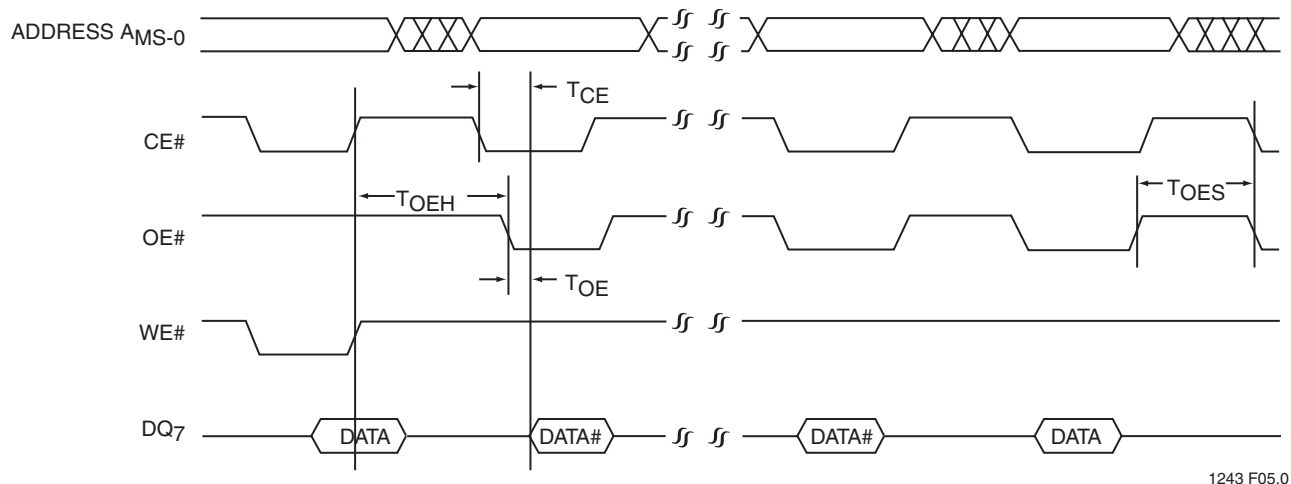 ADDRESS AMS-0
TCE
CE#
TOEH
TOES
OE#
TOE
WE#
DQ7
DATA
DATA#
DATA#
DATA
1243 F05.0